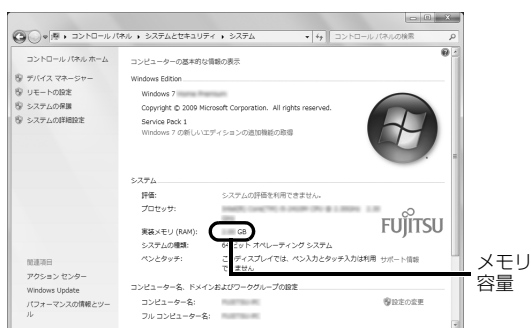 コントロール パネル ▸ システムとセキュリティ ▸ システム
コントロール パネルの検索
コントロール パネル ホーム
デバイス マネージャー
リモートの設定
システムの保護
システムの詳細設定
コンピューターの基本的な情報の表示
Windows Edition
Windows 7
Copyright © 2009 Microsoft Corporation. All rights reserved.
Service Pack 1
Windows 7 の新しいエディションの追加機能の取得
システム
評価:
システムの評価を利用できません。
プロセッサ:
実装メモリ (RAM):
GB
システムの種類:
ビット オペレーティング システム
ペンとタッチ:
ディスプレイでは、ペン入力とタッチ入力は利用
ません
FUJITSU
サポート情報
コンピューター名、ドメインおよびワークグループの設定
コンピューター名:
設定の変更
フル コンピューター名:
関連項目
アクション センター
Windows Update
パフォーマンスの情報とツール
メモリ
容量